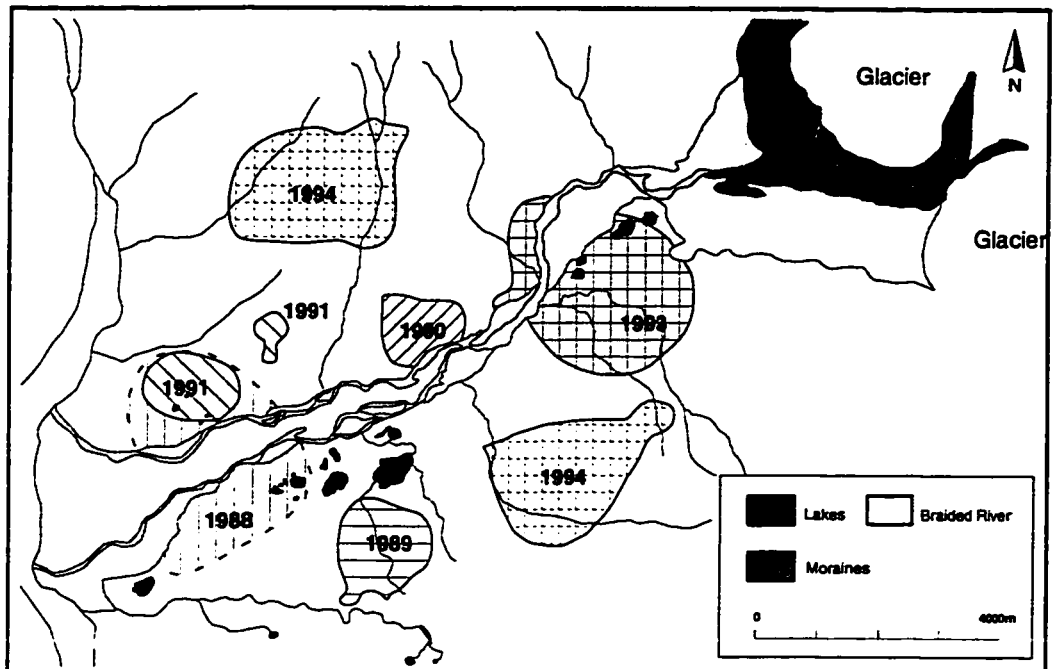 Glacier
N
1994
Glacier
1991
1990
1993
1991
1994
1988
1989
Lakes
Braided River
Moraines
0
4000m